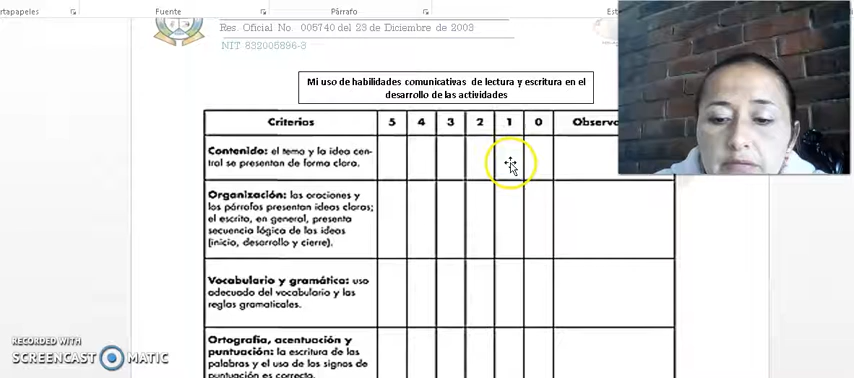 rtapapeles Fuente Párrafo Est
Res. Oficial No 005740 del 23 de Diciembre de 2003
NIT 832005896-3
Mi uso de habilidades comunicativas de lectura y escritura en el
desarrollo de las actividades
Criterios 5 4 3 2 1 0 Observa
Contenido: el tema y la idea cen-
tral se presentan de forma clara.
Organización: las oraciones y
los párrafos presentan ideas claras;
el escrito, en general, presenta
secuencia lógica de las ideas
(inicio, desarrollo y cierre).
Vocabulario y gramática: uso
adecuado del vocabulario y las
reglas gramaticales.
Ortografía, acentuación y
puntuación: la escritura de las
palabras y el uso de los signos de
puntuación es correcta.
RECORDED WITH
SCREENCAST MATIC